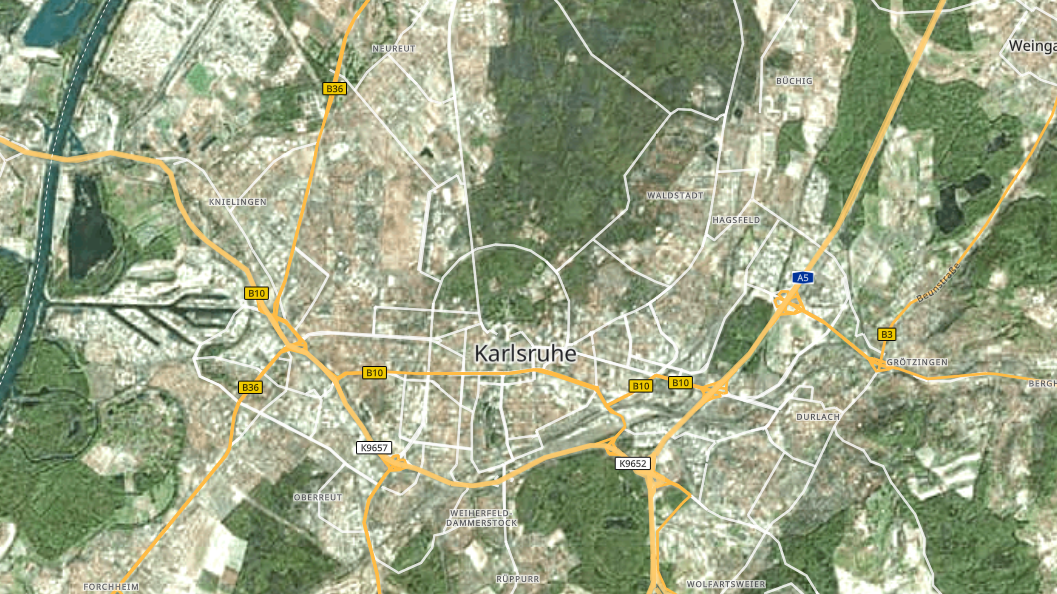 NEUREUT
Weinga
BÜCHIG
B36
WALDSTADT
KNIELINGEN
HAGSFELD
A5
Beunstraße
B10
B3
Karlsruhe
GRÖTZINGEN
B10
B36
B10
B10
BERGH
DURLACH
K9657
K9652
OBERREUT
WEIHERFELD
DAMMERSTOCK
RÜPPURR
WOLFARTSWEIER
FORCHHEIM